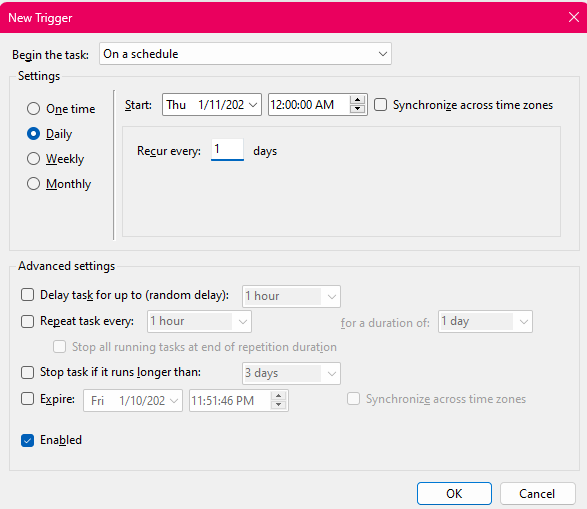 New Trigger
Begin the task: On a schedule
Settings
One time
Daily
Weekly
Monthly
Start: Thu 1/11/202 12:00:00 AM Synchronize across time zones
Recur every: 1 days
Advanced settings
Delay task for up to (random delay): 1 hour
Repeat task every: 1 hour for a duration of: 1 day
Stop all running tasks at end of repetition duration
Stop task if it runs longer than: 3 days
Expire: Fri 1/10/202 11:51:46 PM Synchronize across time zones
Enabled
OK Cancel